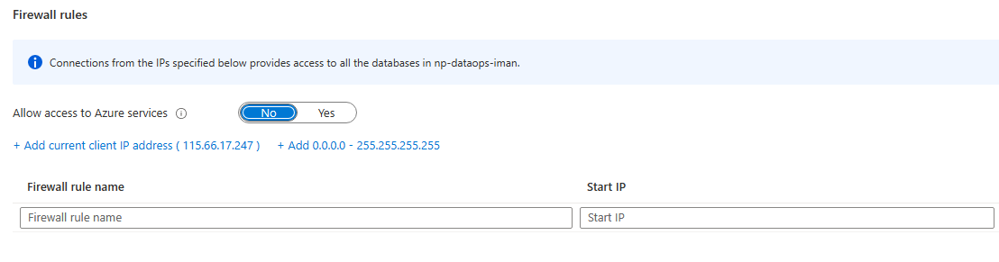 Firewall rules
Connections from the IPs specified below provides access to all the databases in np-dataops-iman.
Allow access to Azure services No Yes
+ Add current client IP address ( 115.66.17.247 ) + Add 0.0.0.0 - 255.255.255.255
Firewall rule name Start IP
Firewall rule name Start IP